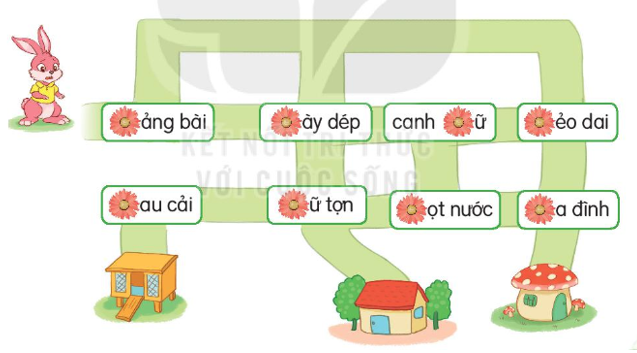 ảng bài
ây dép
canh ữ
ẻo dai
KẾT NỐI TRI THỨC
VỚI CUỘC SỐNG
au cải
ữ tợn
ọt nước
a đình